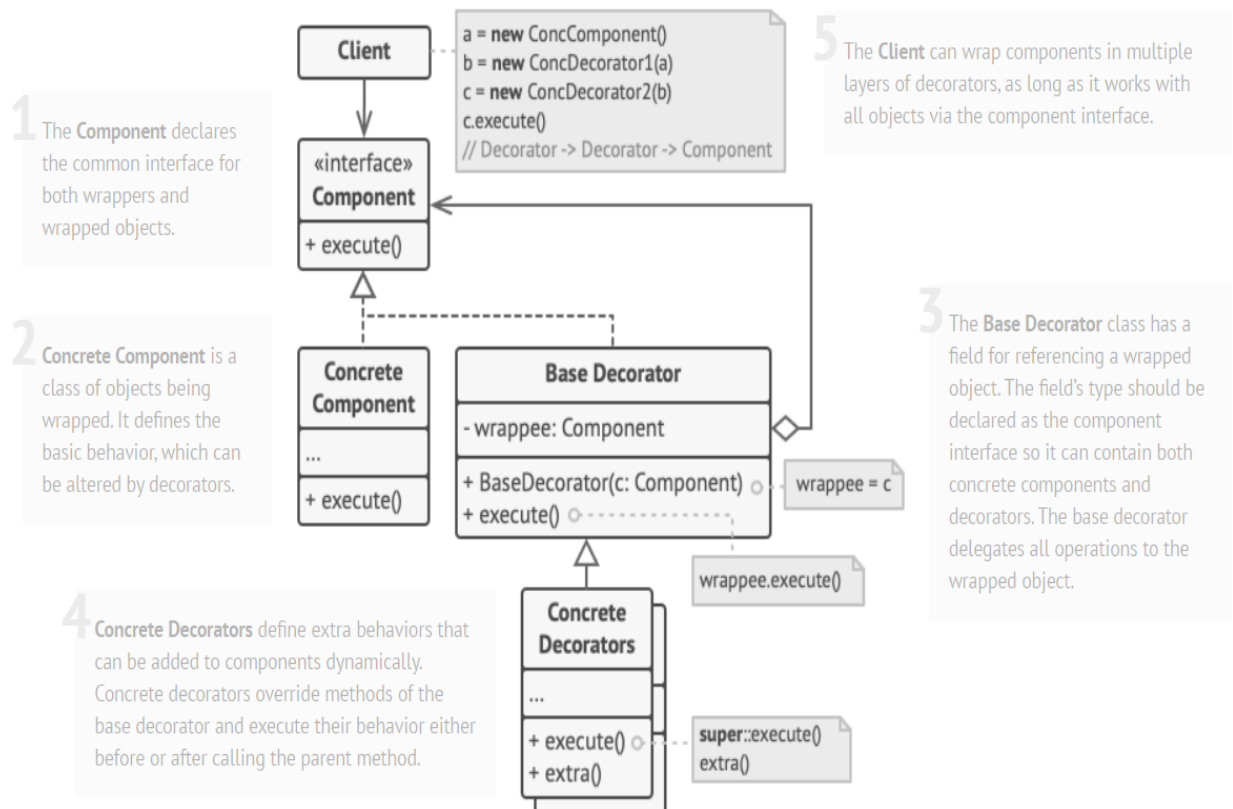 Client
a = new ConcComponent()
b = new ConcDecorator1(a)
c = new ConcDecorator2(b)
c.execute()
// Decorator -> Decorator -> Component
5
The Client can wrap components in multiple
layers of decorators, as long as it works with
all objects via the component interface.
1
The Component declares
the common interface for
both wrappers and
wrapped objects.
«interface»
Component
+ execute()
2
Concrete Component is a
class of objects being
wrapped. It defines the
basic behavior, which can
be altered by decorators.
Concrete
Component
...
+ execute()
Base Decorator
- wrappee: Component
+ BaseDecorator(c: Component)
+ execute()
wrappee = c
wrappee.execute()
3
The Base Decorator class has a
field for referencing a wrapped
object. The field's type should be
declared as the component
interface so it can contain both
concrete components and
decorators. The base decorator
delegates all operations to the
wrapped object.
4
Concrete Decorators define extra behaviors that
can be added to components dynamically.
Concrete decorators override methods of the
base decorator and execute their behavior either
before or after calling the parent method.
Concrete
Decorators
...
+ execute()
+ extra()
super::execute()
extra()